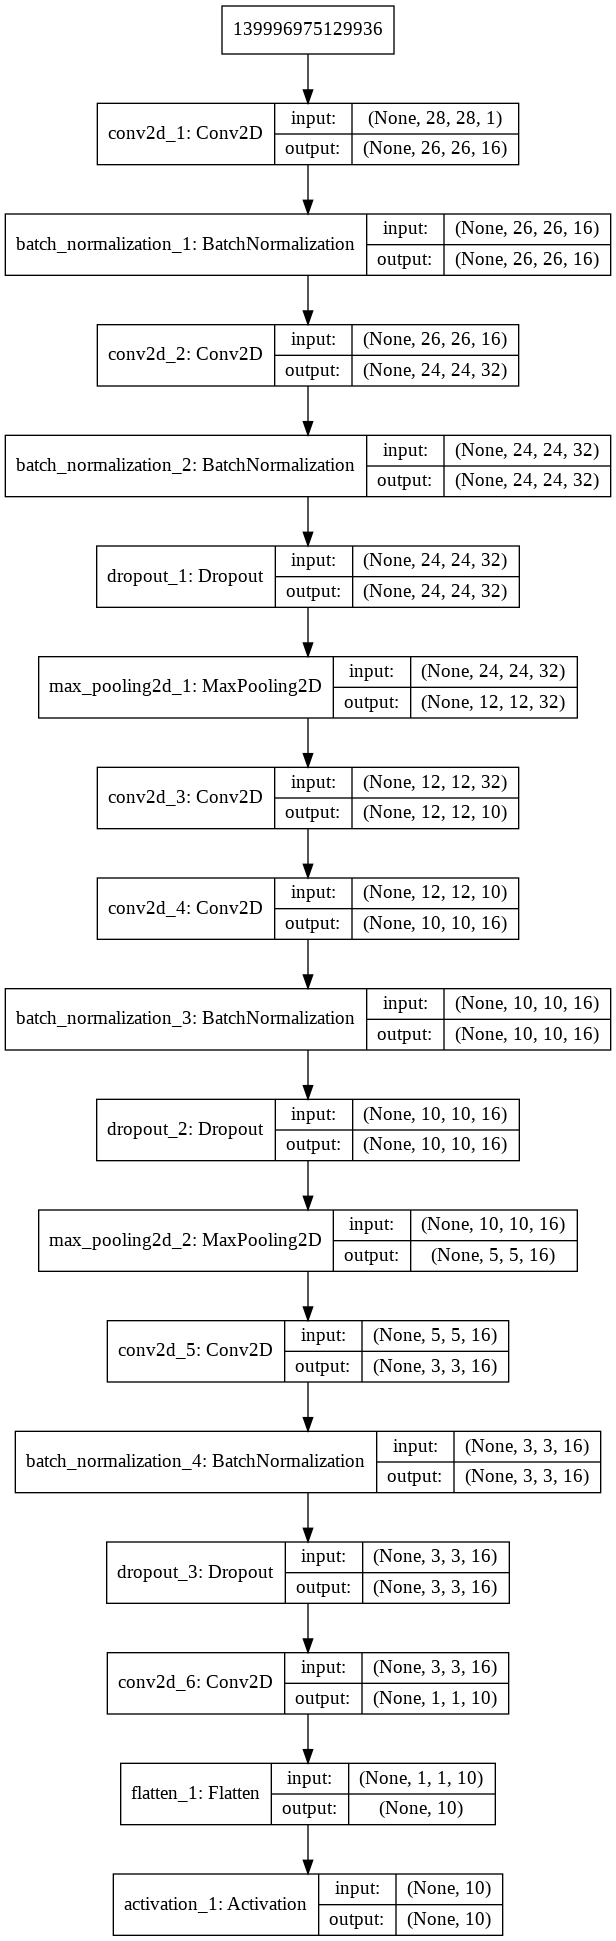 139996975129936
conv2d_1: Conv2D
input: (None, 28, 28, 1)
output: (None, 26, 26, 16)
batch_normalization_1: BatchNormalization
input: (None, 26, 26, 16)
output: (None, 26, 26, 16)
conv2d_2: Conv2D
input: (None, 26, 26, 16)
output: (None, 24, 24, 32)
batch_normalization_2: BatchNormalization
input: (None, 24, 24, 32)
output: (None, 24, 24, 32)
dropout_1: Dropout
input: (None, 24, 24, 32)
output: (None, 24, 24, 32)
max_pooling2d_1: MaxPooling2D
input: (None, 24, 24, 32)
output: (None, 12, 12, 32)
conv2d_3: Conv2D
input: (None, 12, 12, 32)
output: (None, 12, 12, 10)
conv2d_4: Conv2D
input: (None, 12, 12, 10)
output: (None, 10, 10, 16)
batch_normalization_3: BatchNormalization
input: (None, 10, 10, 16)
output: (None, 10, 10, 16)
dropout_2: Dropout
input: (None, 10, 10, 16)
output: (None, 10, 10, 16)
max_pooling2d_2: MaxPooling2D
input: (None, 10, 10, 16)
output: (None, 5, 5, 16)
conv2d_5: Conv2D
input: (None, 5, 5, 16)
output: (None, 3, 3, 16)
batch_normalization_4: BatchNormalization
input: (None, 3, 3, 16)
output: (None, 3, 3, 16)
dropout_3: Dropout
input: (None, 3, 3, 16)
output: (None, 3, 3, 16)
conv2d_6: Conv2D
input: (None, 3, 3, 16)
output: (None, 1, 1, 10)
flatten_1: Flatten
input: (None, 1, 1, 10)
output: (None, 10)
activation_1: Activation
input: (None, 10)
output: (None, 10)